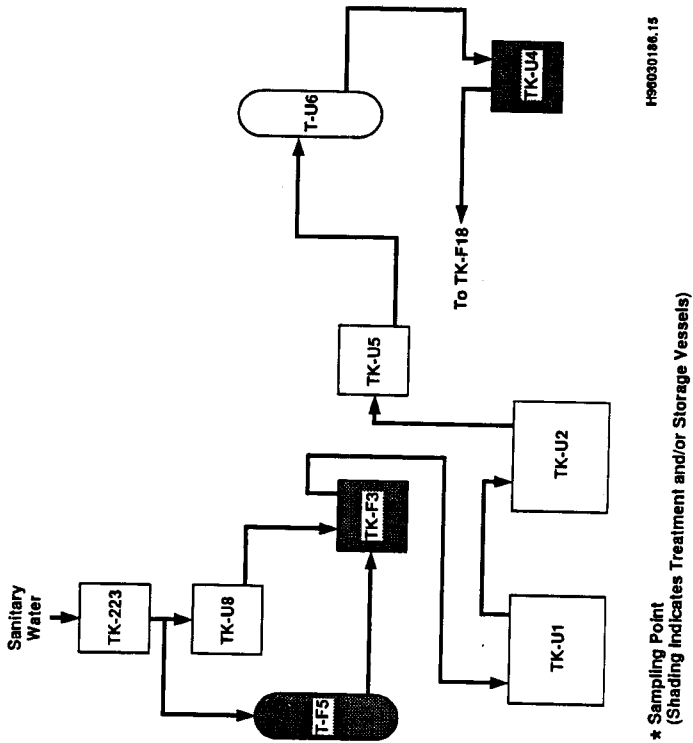 Sanitary
Water
TK-223
TK-U8
T-F5
TK-F3
TK-U1
TK-U2
TK-U5
T-U6
TK-U4
To TK-F18
* Sampling Point
(Shading Indicates Treatment and/or Storage Vessels)
H96030186.15